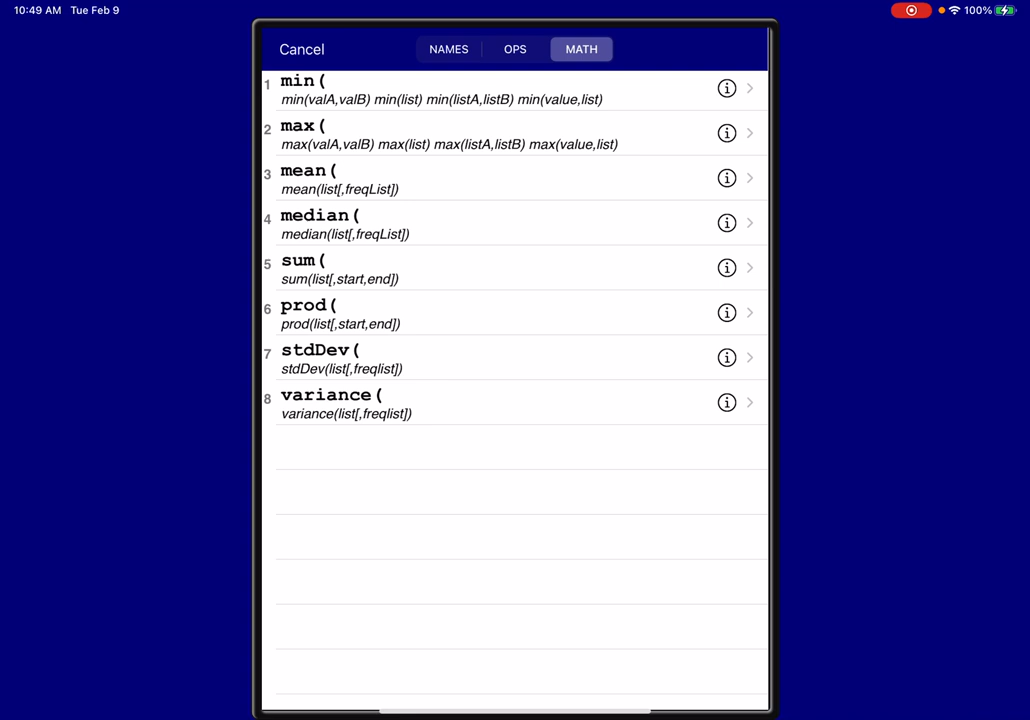 10:49 AM Tue Feb 9
100%
Cancel NAMES OPS MATH
1 min(
min(valA,valB) min(list) min(listA,listB) min(value,list)
2 max(
max(valA,valB) max(list) max(listA,listB) max(value,list)
3 mean(
mean(list[,freqList])
4 median(
median(list[,freqList])
5 sum(
sum(list[,start,end])
6 prod(
prod(list[,start,end])
7 stdDev(
stdDev(list[,freqlist])
8 variance(
variance(list[,freqlist])